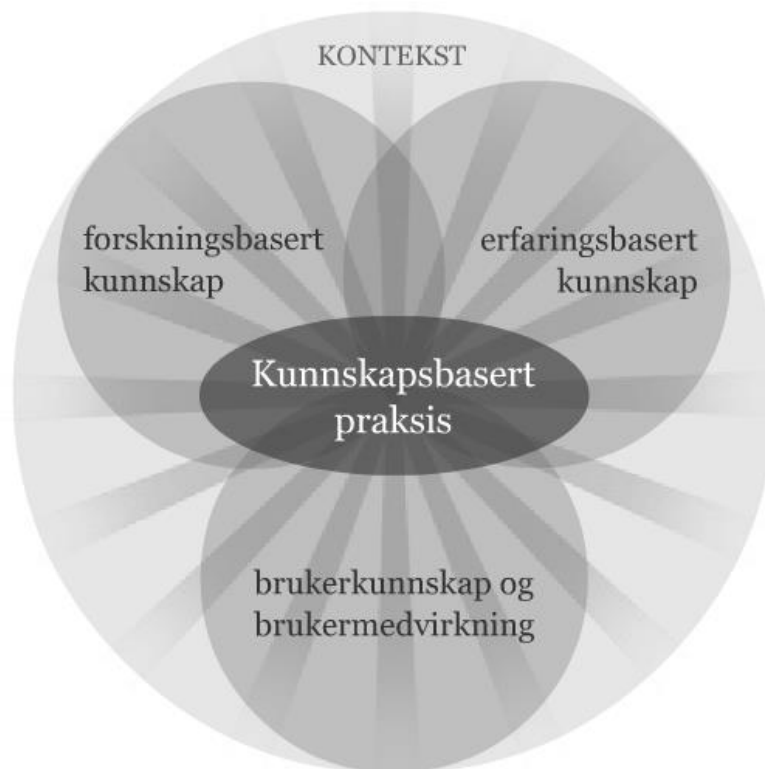 KONTEKST
forskningsbasert
kunnskap
erfaringsbasert
kunnskap
Kunnskapsbasert
praksis
brukerkunnskap og
brukermedvirkning